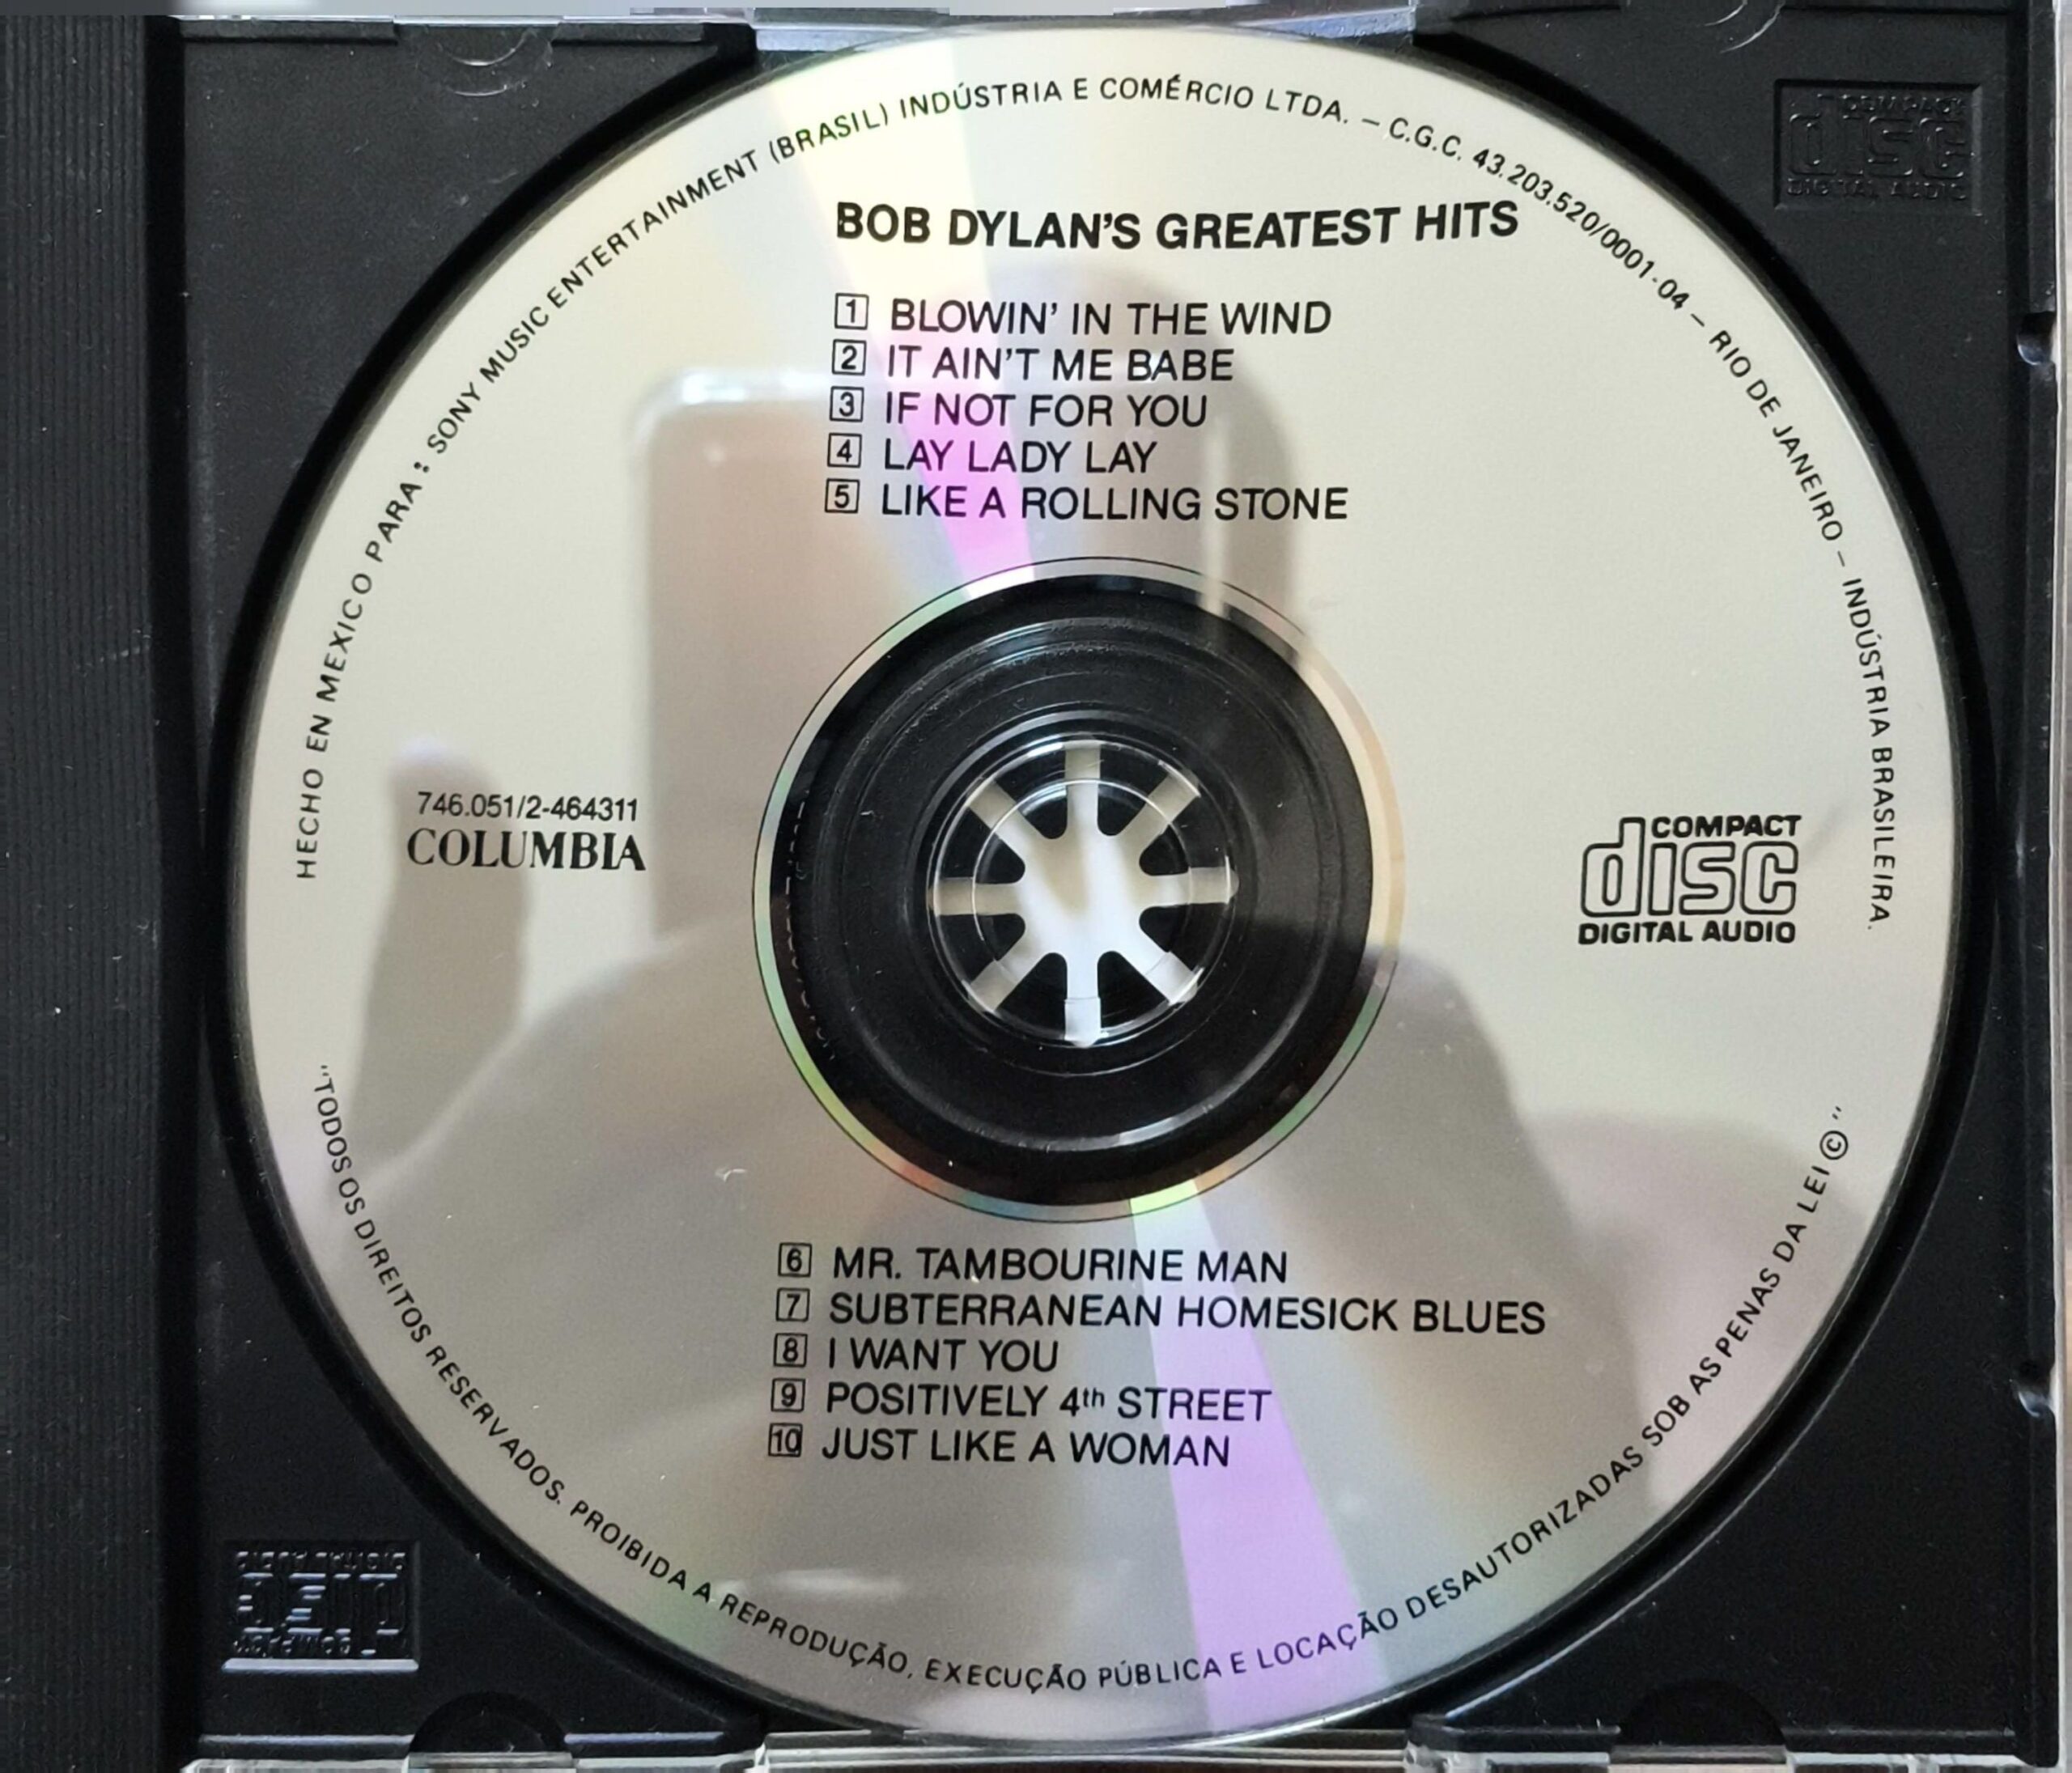 HECHO EN MEXICO PARA : SONY MUSIC ENTERTAINMENT (BRASIL) INDÚSTRIA E COMÉRCIO LTDA. – C.G.C. 43.203.520/0001-04 – RIO DE JANEIRO – INDÚSTRIA BRASILEIRA.
COMPACT
disc
DIGITAL AUDIO
BOB DYLAN'S GREATEST HITS
1 BLOWIN' IN THE WIND
2 IT AIN'T ME BABE
3 IF NOT FOR YOU
4 LAY LADY LAY
5 LIKE A ROLLING STONE
746.051/2-464311
COLUMBIA
COMPACT
disc
DIGITAL AUDIO
6 MR. TAMBOURINE MAN
7 SUBTERRANEAN HOMESICK BLUES
8 I WANT YOU
9 POSITIVELY 4th STREET
10 JUST LIKE A WOMAN
"TODOS OS DIREITOS RESERVADOS. PROIBIDA A REPRODUÇÃO, EXECUÇÃO PÚBLICA E LOCAÇÃO DESAUTORIZADAS SOB AS PENAS DA LEI ©"